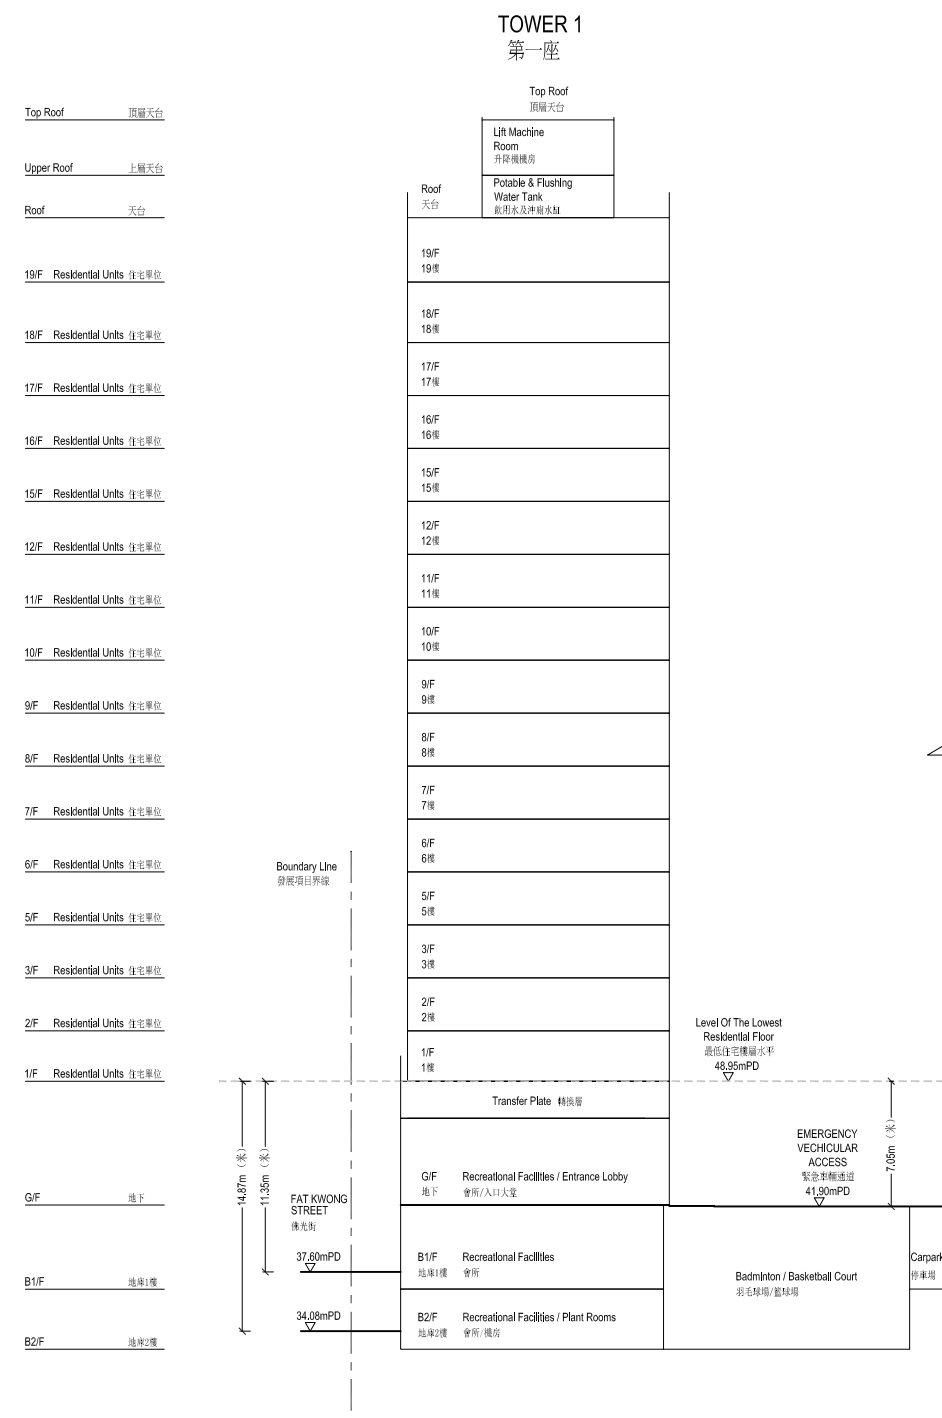 TOWER 1
第一座
Top Roof 頂層天台
Upper Roof 上層天台
Roof 天台
19/F Residential Units 住宅單位
18/F Residential Units 住宅單位
17/F Residential Units 住宅單位
16/F Residential Units 住宅單位
15/F Residential Units 住宅單位
12/F Residential Units 住宅單位
11/F Residential Units 住宅單位
10/F Residential Units 住宅單位
9/F Residential Units 住宅單位
8/F Residential Units 住宅單位
7/F Residential Units 住宅單位
6/F Residential Units 住宅單位
5/F Residential Units 住宅單位
3/F Residential Units 住宅單位
2/F Residential Units 住宅單位
1/F Residential Units 住宅單位
G/F 地下
B1/F 地庫1樓
B2/F 地庫2樓
Top Roof
頂層天台
Lift Machine
Room
升降機機房
Potable & Flushing
Water Tank
飲用水及沖廁水缸
Roof
天台
19/F
19樓
18/F
18樓
17/F
17樓
16/F
16樓
15/F
15樓
12/F
12樓
11/F
11樓
10/F
10樓
9/F
9樓
8/F
8樓
7/F
7樓
6/F
6樓
5/F
5樓
3/F
3樓
2/F
2樓
1/F
1樓
Transfer Plate 轉換層
G/F Recreational Facilities / Entrance Lobby
地下 會所/入口大堂
B1/F Recreational Facilities
地庫1樓 會所
B2/F Recreational Facilities / Plant Rooms
地庫2樓 會所/機房
Boundary Line
發展項目界線
14.87m (米)
11.35m (米)
FAT KWONG
STREET
佛光街
37.60mPD
34.08mPD
Level Of The Lowest
Residential Floor
最低住宅樓層水平
48.95mPD
7.05m (米)
EMERGENCY
VECHICULAR
ACCESS
緊急車輛通道
41.90mPD
Badminton / Basketball Court
羽毛球場/籃球場
Carpark
停車場